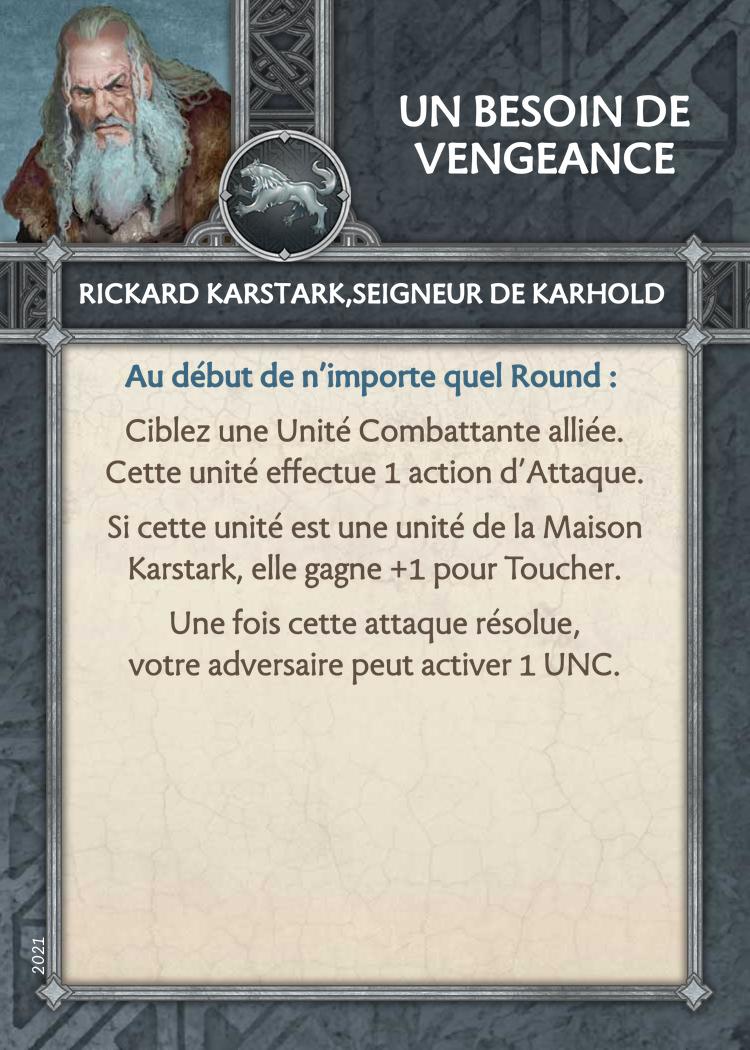 UN BESOIN DE
VENGEANCE
RICKARD KARSTARK,SEIGNEUR DE KARHOLD
Au début de n'importe quel Round :
Ciblez une Unité Combattante alliée.
Cette unité effectue 1 action d'Attaque.
Si cette unité est une unité de la Maison
Karstark, elle gagne +1 pour Toucher.
Une fois cette attaque résolue,
votre adversaire peut activer 1 UNC.
2021